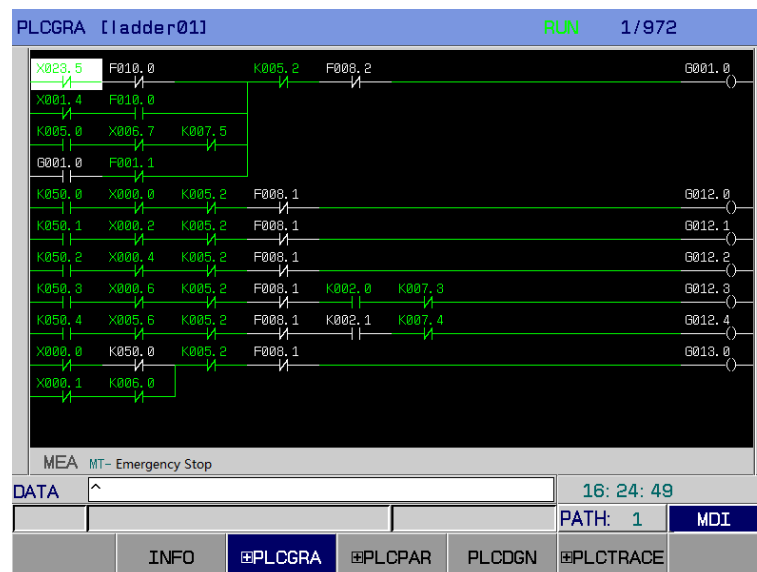 PLCGRA [ladder01] RUN 1/972
X023.5 F010.0 K005.2 F008.2 G001.0
X001.4 F010.0
K005.0 X006.7 K007.5
G001.0 F001.1
K050.0 X000.0 K005.2 F008.1 G012.0
K050.1 X000.2 K005.2 F008.1 G012.1
K050.2 X000.4 K005.2 F008.1 G012.2
K050.3 X000.6 K005.2 F008.1 K002.0 K007.3 G012.3
K050.4 X005.6 K005.2 F008.1 K002.1 K007.4 G012.4
X000.0 K050.0 K005.2 F008.1 G013.0
X000.1 K006.0
MEA MT- Emergency Stop
DATA ^ 16: 24: 49
PATH: 1 MDI
INFO ⊞PLCGRA ⊞PLCPAR PLCDGN ⊞PLCTRACE